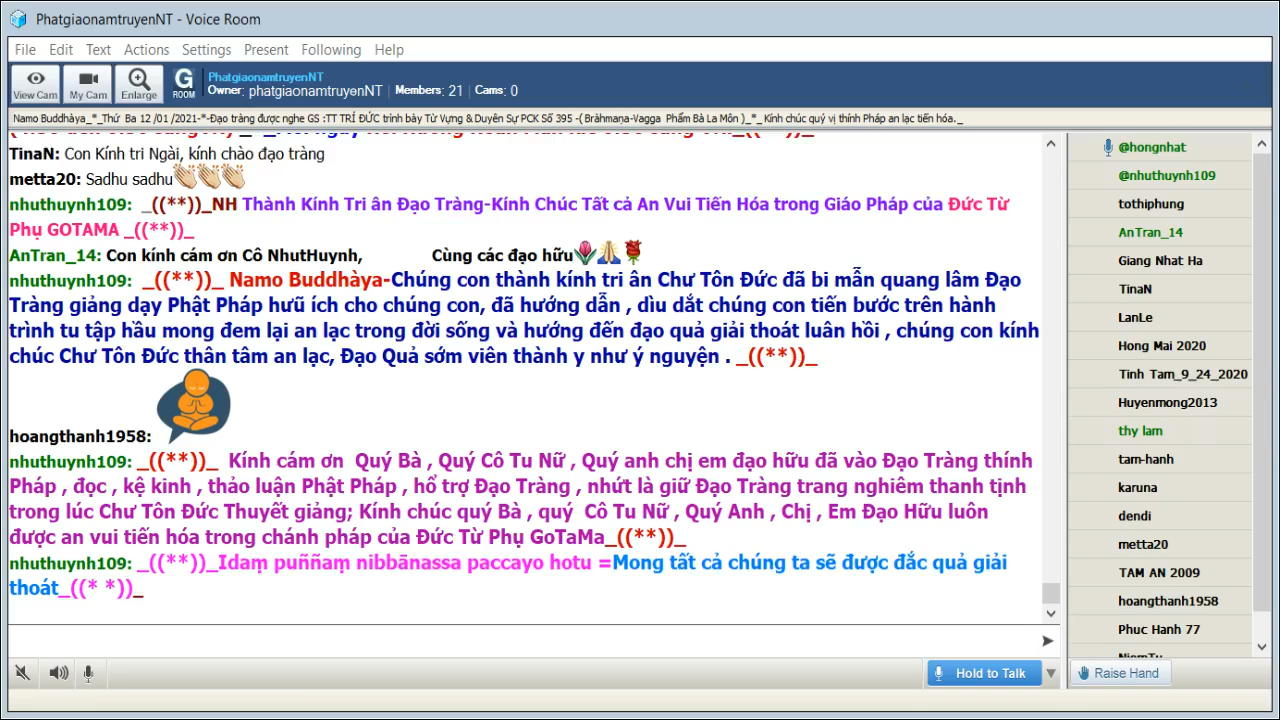 PhatgiaonamtruyenNT - Voice Room
File Edit Text Actions Settings Present Following Help
View Cam My Cam Enlarge G ROOM
PhatgiaonamtruyenNT
Owner: phatgiaonamtruyenNT Members: 21 Cams: 0
Namo Buddhàya_*_Thứ Ba 12 /01 /2021-*-Đạo tràng được nghe GS :TT TRÍ ĐỨC trình bày Từ Vựng & Duyên Sự PCK Số 395 -( Bràhmaṇa-Vagga Phẩm Bà La Môn )_*_ Kính chúc quý vị thính Pháp an lạc tiến hóa._
TinaN: Con Kính tri Ngài, kính chào đạo tràng
metta20: Sadhu sadhu
nhuthuynh109: _((**))_NH Thành Kính Tri ân Đạo Tràng-Kính Chúc Tất cả An Vui Tiến Hóa trong Giáo Pháp của Đức Từ
Phụ GOTAMA _((**))_
AnTran_14: Con kính cám ơn Cô NhutHuynh, Cùng các đạo hữu
nhuthuynh109: _((**))_ Namo Buddhàya-Chúng con thành kính tri ân Chư Tôn Đức đã bi mẫn quang lâm Đạo
Tràng giảng dạy Phật Pháp hưũ ích cho chúng con, đã hướng dẫn , dìu dắt chúng con tiến bước trên hành
trình tu tập hầu mong đem lại an lạc trong đời sống và hướng đến đạo quả giải thoát luân hồi , chúng con kính
chúc Chư Tôn Đức thân tâm an lạc, Đạo Quả sớm viên thành y như ý nguyện . _((**))_
hoangthanh1958:
nhuthuynh109: _((**))_ Kính cám ơn Quý Bà , Quý Cô Tu Nữ , Quý anh chị em đạo hữu đã vào Đạo Tràng thính
Pháp , đọc , kệ kinh , thảo luận Phật Pháp , hổ trợ Đạo Tràng , nhứt là giữ Đạo Tràng trang nghiêm thanh tịnh
trong lúc Chư Tôn Đức Thuyết giảng; Kính chúc quý Bà , quý Cô Tu Nữ , Quý Anh , Chị , Em Đạo Hữu luôn
được an vui tiến hóa trong chánh pháp của Đức Từ Phụ GoTaMa_((**))_
nhuthuynh109: _((**))_Idaṃ puññaṃ nibbānassa paccayo hotu =Mong tất cả chúng ta sẽ được đắc quả giải
thoát_((* *))_
@hongnhat
@nhuthuynh109
tothiphung
AnTran_14
Giang Nhat Ha
TinaN
LanLe
Hong Mai 2020
Tinh Tam_9_24_2020
Huyenmong2013
thy lam
tam-hanh
karuna
dendi
metta20
TAM AN 2009
hoangthanh1958
Phuc Hanh 77
Hold to Talk
Raise Hand